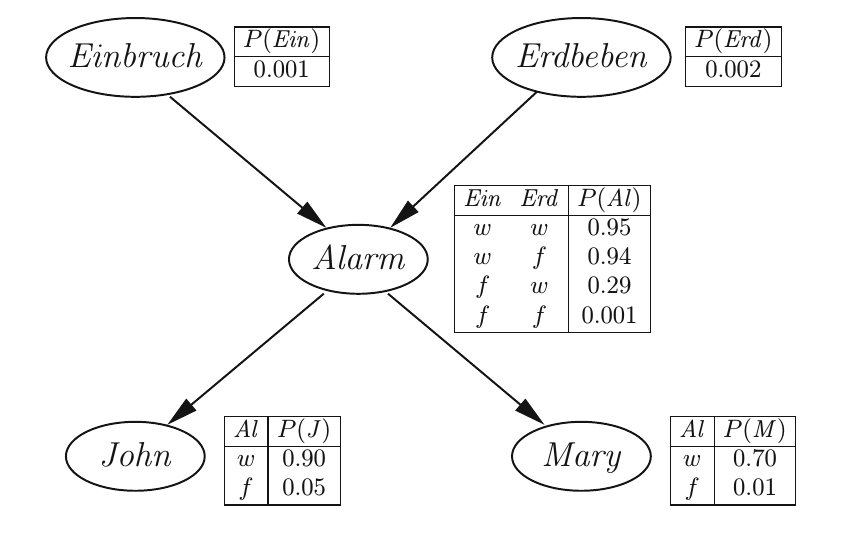 Einbruch
P(Ein)
0.001
Erdbeben
P(Erd)
0.002
Alarm
Ein Erd P(Al)
w w 0.95
w f 0.94
f w 0.29
f f 0.001
John
Al P(J)
w 0.90
f 0.05
Mary
Al P(M)
w 0.70
f 0.01